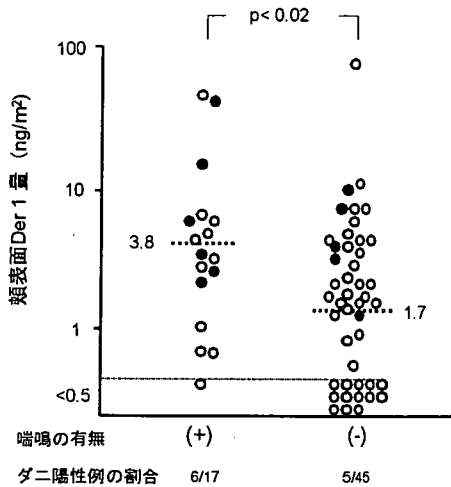 p< 0.02
頬表面Der 1 量 (ng/m²)
100
10
1
<0.5
3.8
1.7
喘鳴の有無 (+) (-)
ダニ陽性例の割合 6/17 5/45